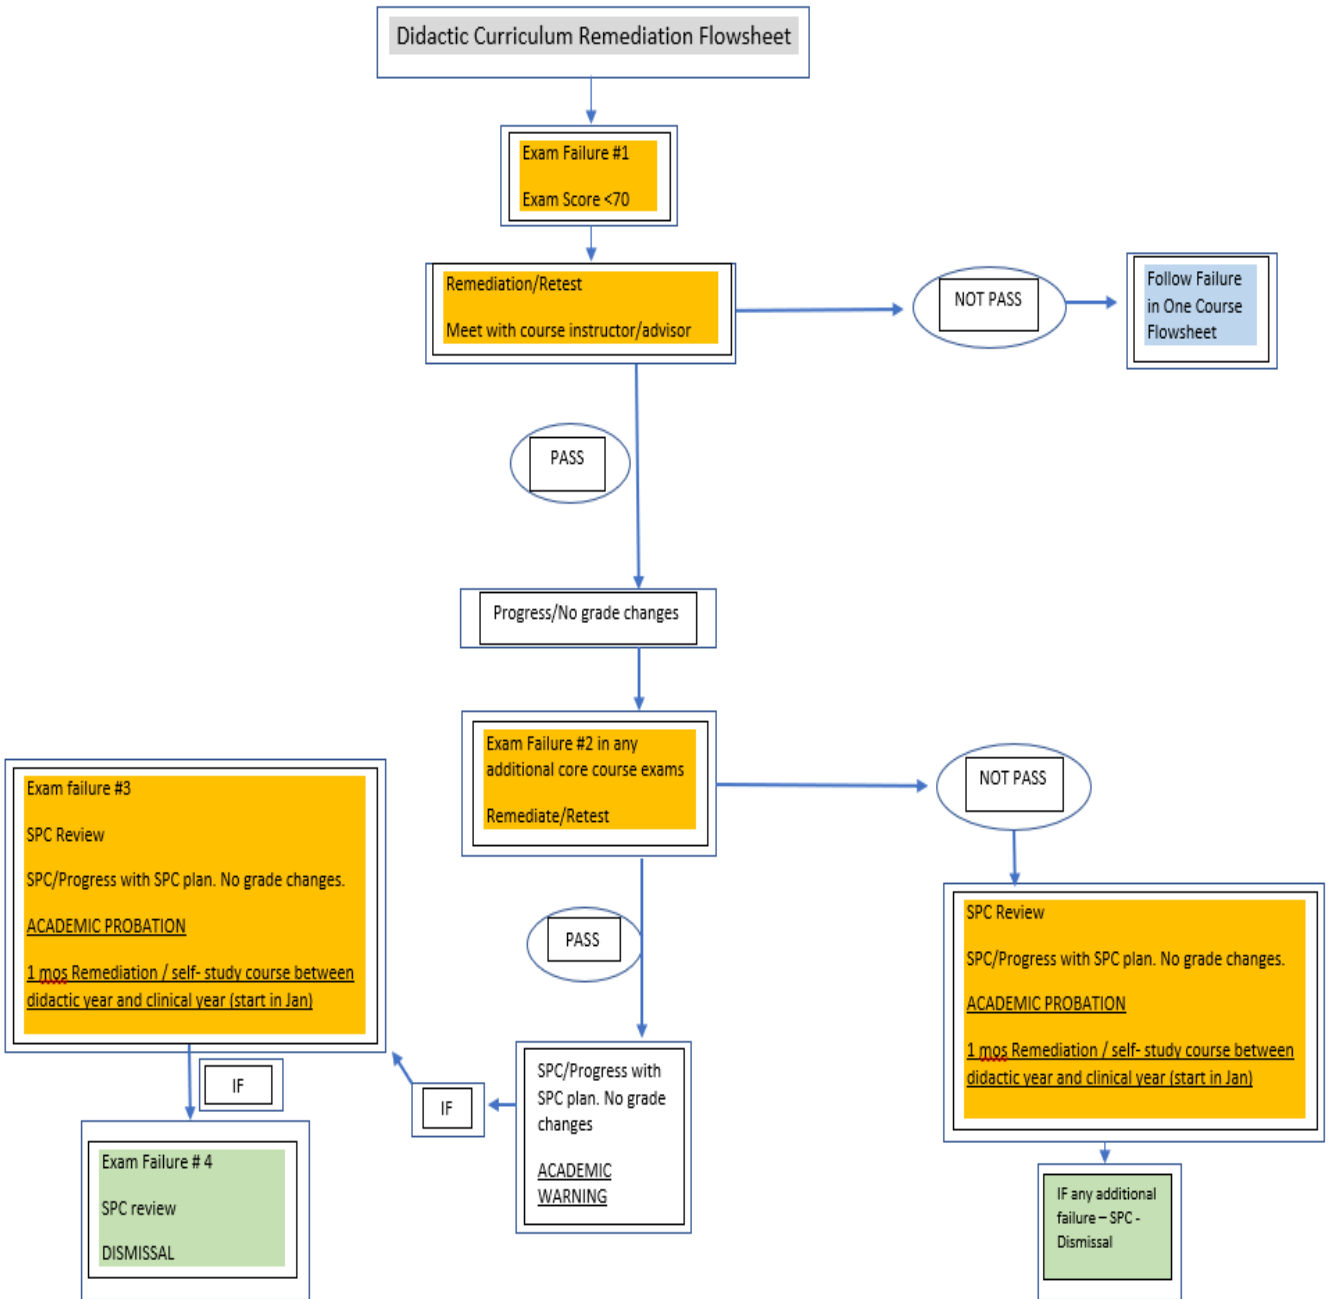 Didactic Curriculum Remediation Flowsheet
Exam Failure #1
Exam Score <70
Remediation/Retest
Meet with course instructor/advisor
NOT PASS
Follow Failure
in One Course
Flowsheet
PASS
Progress/No grade changes
Exam Failure #2 in any
additional core course exams
Remediate/Retest
NOT PASS
SPC Review
SPC/Progress with SPC plan. No grade changes.
ACADEMIC PROBATION
1 mos Remediation / self- study course between
didactic year and clinical year (start in Jan)
IF any additional
failure – SPC -
Dismissal
PASS
SPC/Progress with
SPC plan. No grade
changes
ACADEMIC
WARNING
IF
Exam failure #3
SPC Review
SPC/Progress with SPC plan. No grade changes.
ACADEMIC PROBATION
1 mos Remediation / self- study course between
didactic year and clinical year (start in Jan)
IF
Exam Failure # 4
SPC review
DISMISSAL